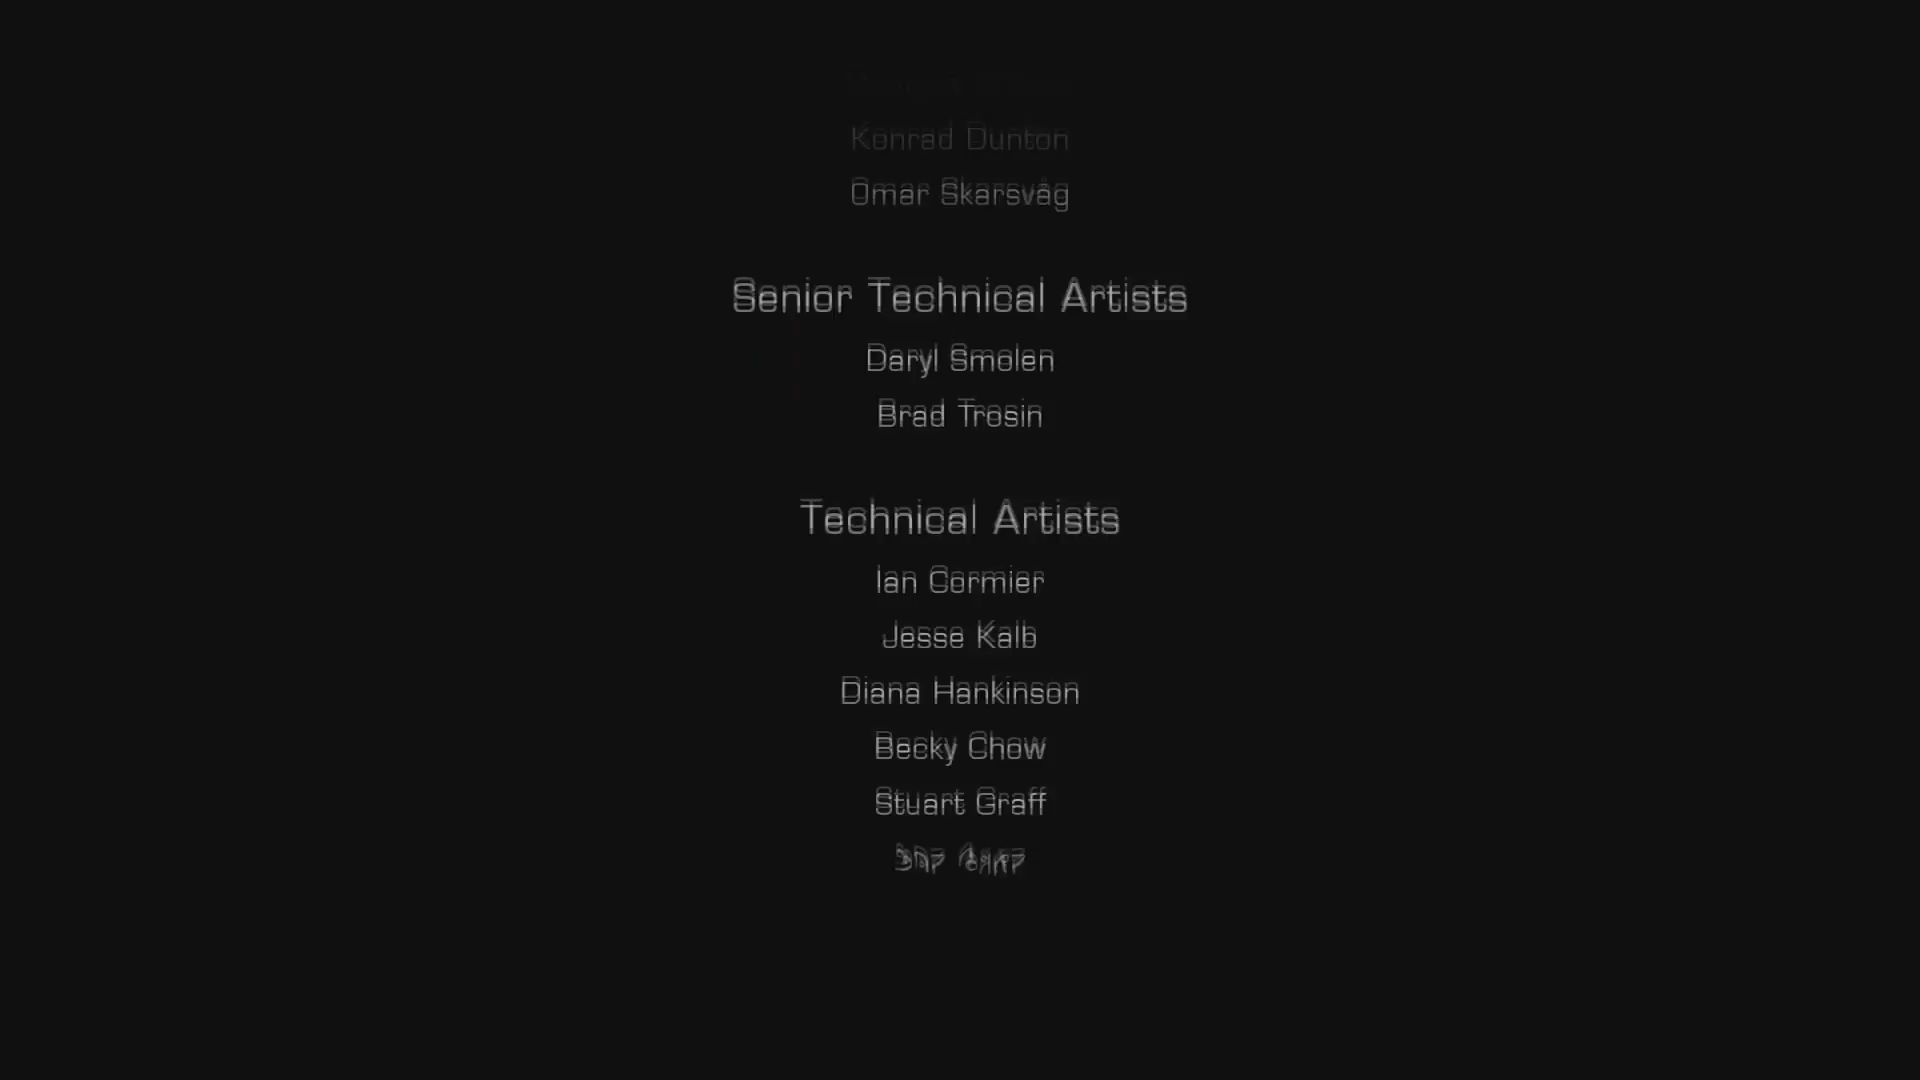 Konrad Dunton
Omar Skarsvåg
Senior Technical Artists
Daryl Smolen
Brad Trosin
Technical Artists
Ian Cormier
Jesse Kalb
Diana Hankinson
Becky Chow
Stuart Graff